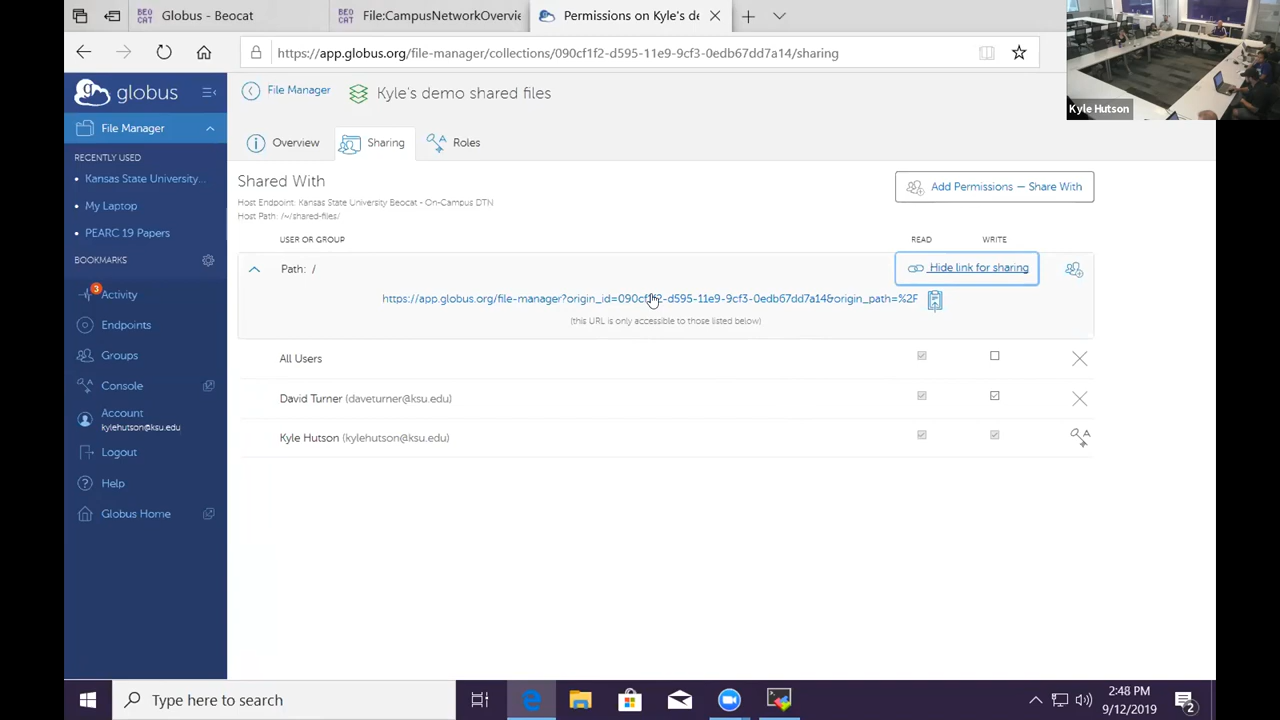 Globus - Beocat
File:CampusNetworkOvervie
Permissions on Kyle's de
https://app.globus.org/file-manager/collections/090cf1f2-d595-11e9-9cf3-0edb67dd7a14/sharing
Kyle Hutson
globus
File Manager
RECENTLY USED
Kansas State University...
My Laptop
PEARC 19 Papers
BOOKMARKS
3
Activity
Endpoints
Groups
Console
Account
kylehutson@ksu.edu
Logout
Help
Globus Home
File Manager
Kyle's demo shared files
Overview
Sharing
Roles
Shared With
Host Endpoint: Kansas State University Beocat - On-Campus DTN
Host Path: /~/shared-files/
Add Permissions — Share With
USER OR GROUP READ WRITE
Path: /
Hide link for sharing
https://app.globus.org/file-manager?origin_id=090cf1f2-d595-11e9-9cf3-0edb67dd7a14&origin_path=%2F
(this URL is only accessible to those listed below)
All Users
David Turner (daveturner@ksu.edu)
Kyle Hutson (kylehutson@ksu.edu)
Type here to search
2:48 PM
9/12/2019
2